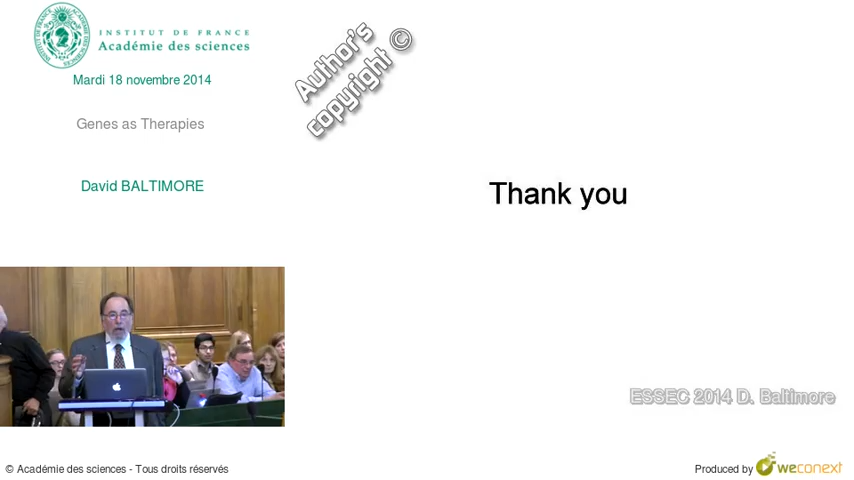 INSTITUT DE FRANCE
Académie des sciences
Mardi 18 novembre 2014
Genes as Therapies
David BALTIMORE
Author's
copyright ©
Thank you
ESSEC 2014 D. Baltimore
© Académie des sciences - Tous droits réservés
Produced by weconext